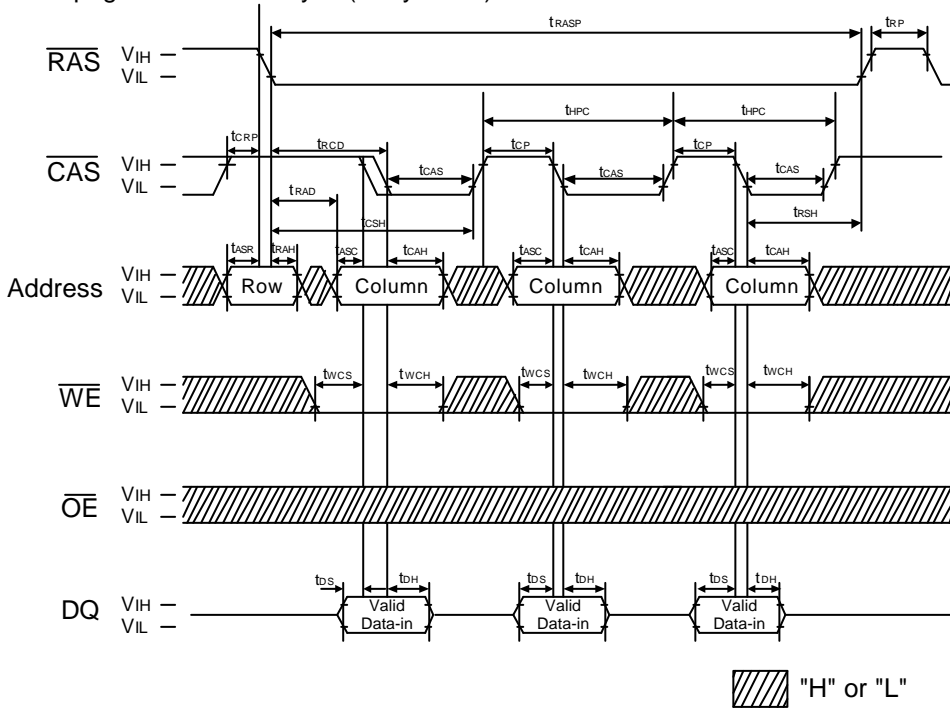 tRASP tRP
RAS VIH
VIL
tHPC tHPC
tCRP tRCD tCP tCP
CAS VIH
VIL
tCAS tCAS tCAS
tRAD
tCSH tRSH
tASR tRAH tASC tCAH tASC tCAH tASC tCAH
Address VIH
VIL
Row Column Column Column
tWCS tWCH tWCS tWCH tWCS tWCH
WE VIH
VIL
OE VIH
VIL
tDS tDH tDS tDH tDS tDH
DQ VIH
VIL
Valid Data-in
Valid Data-in
Valid Data-in
"H" or "L"